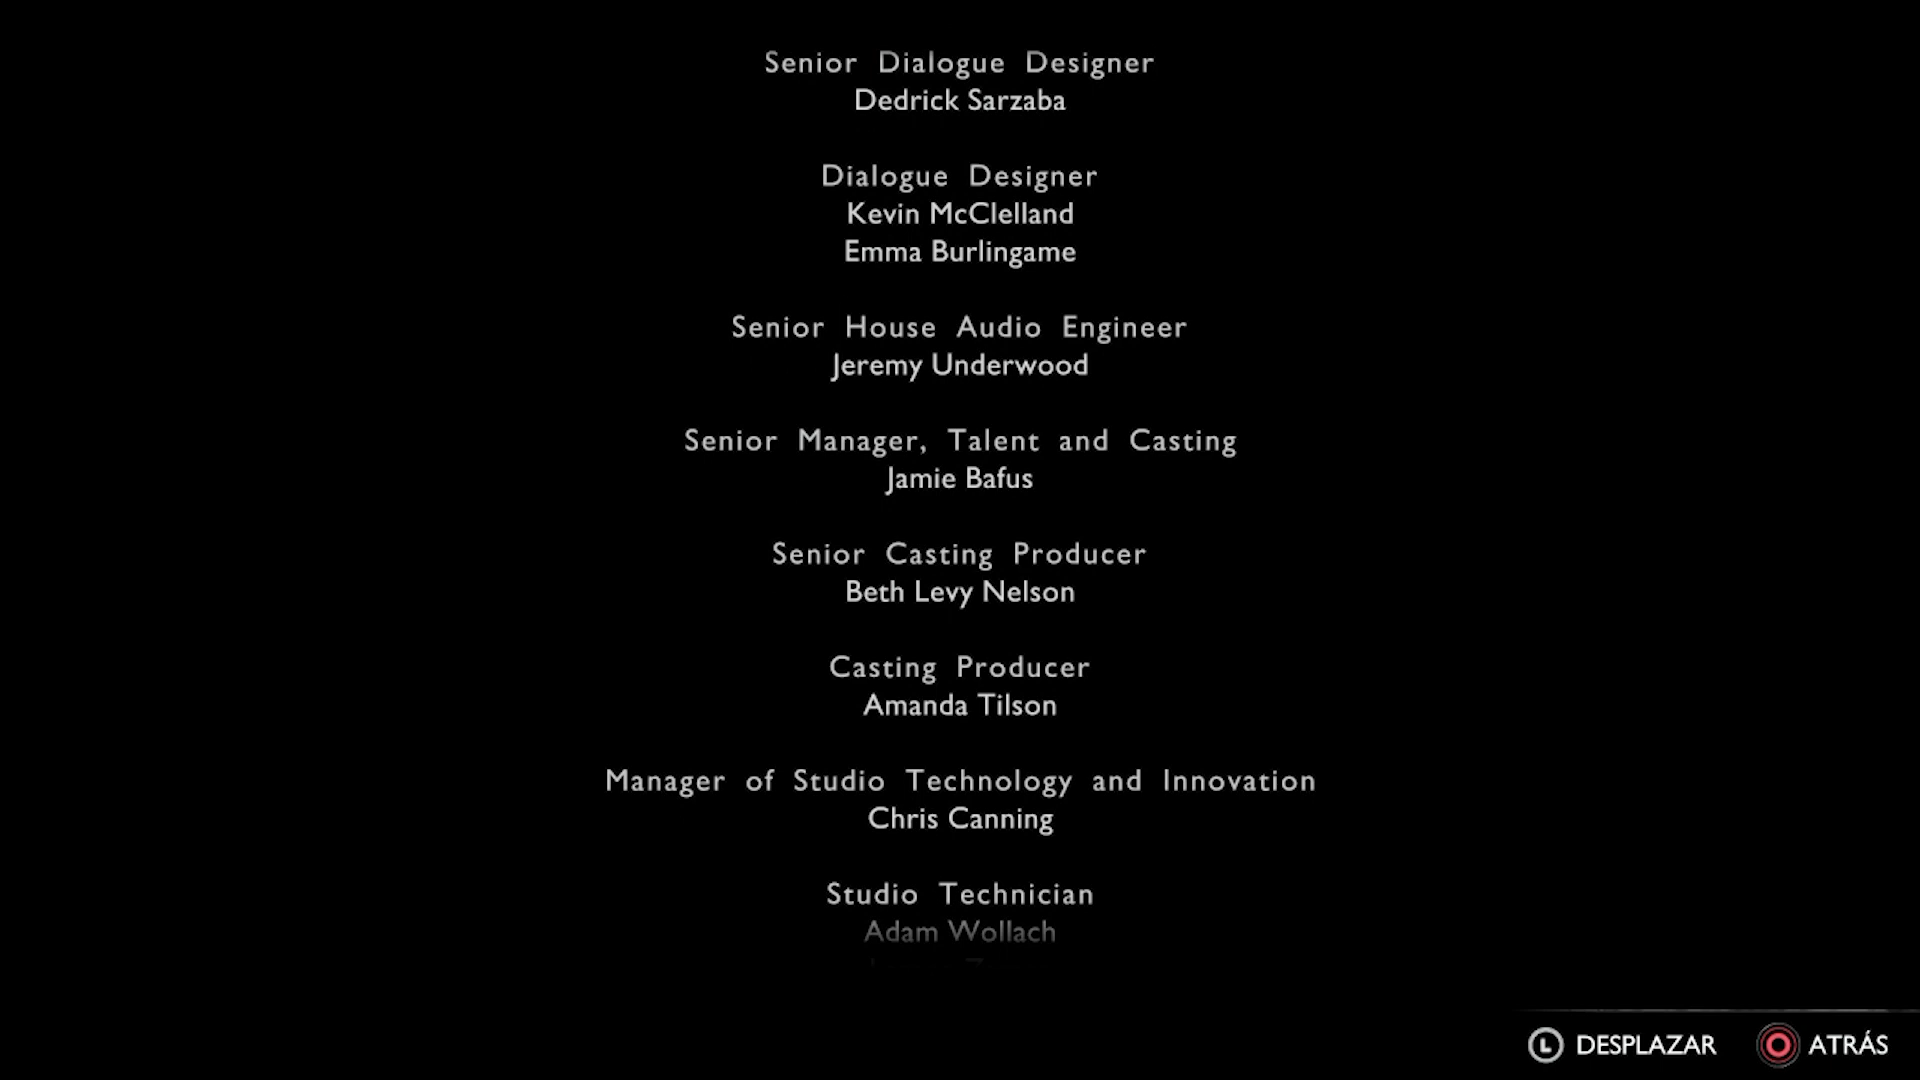 Senior Dialogue Designer
Dedrick Sarzaba
Dialogue Designer
Kevin McClelland
Emma Burlingame
Senior House Audio Engineer
Jeremy Underwood
Senior Manager, Talent and Casting
Jamie Bafus
Senior Casting Producer
Beth Levy Nelson
Casting Producer
Amanda Tilson
Manager of Studio Technology and Innovation
Chris Canning
Studio Technician
Adam Wollach
L DESPLAZAR ATRÁS